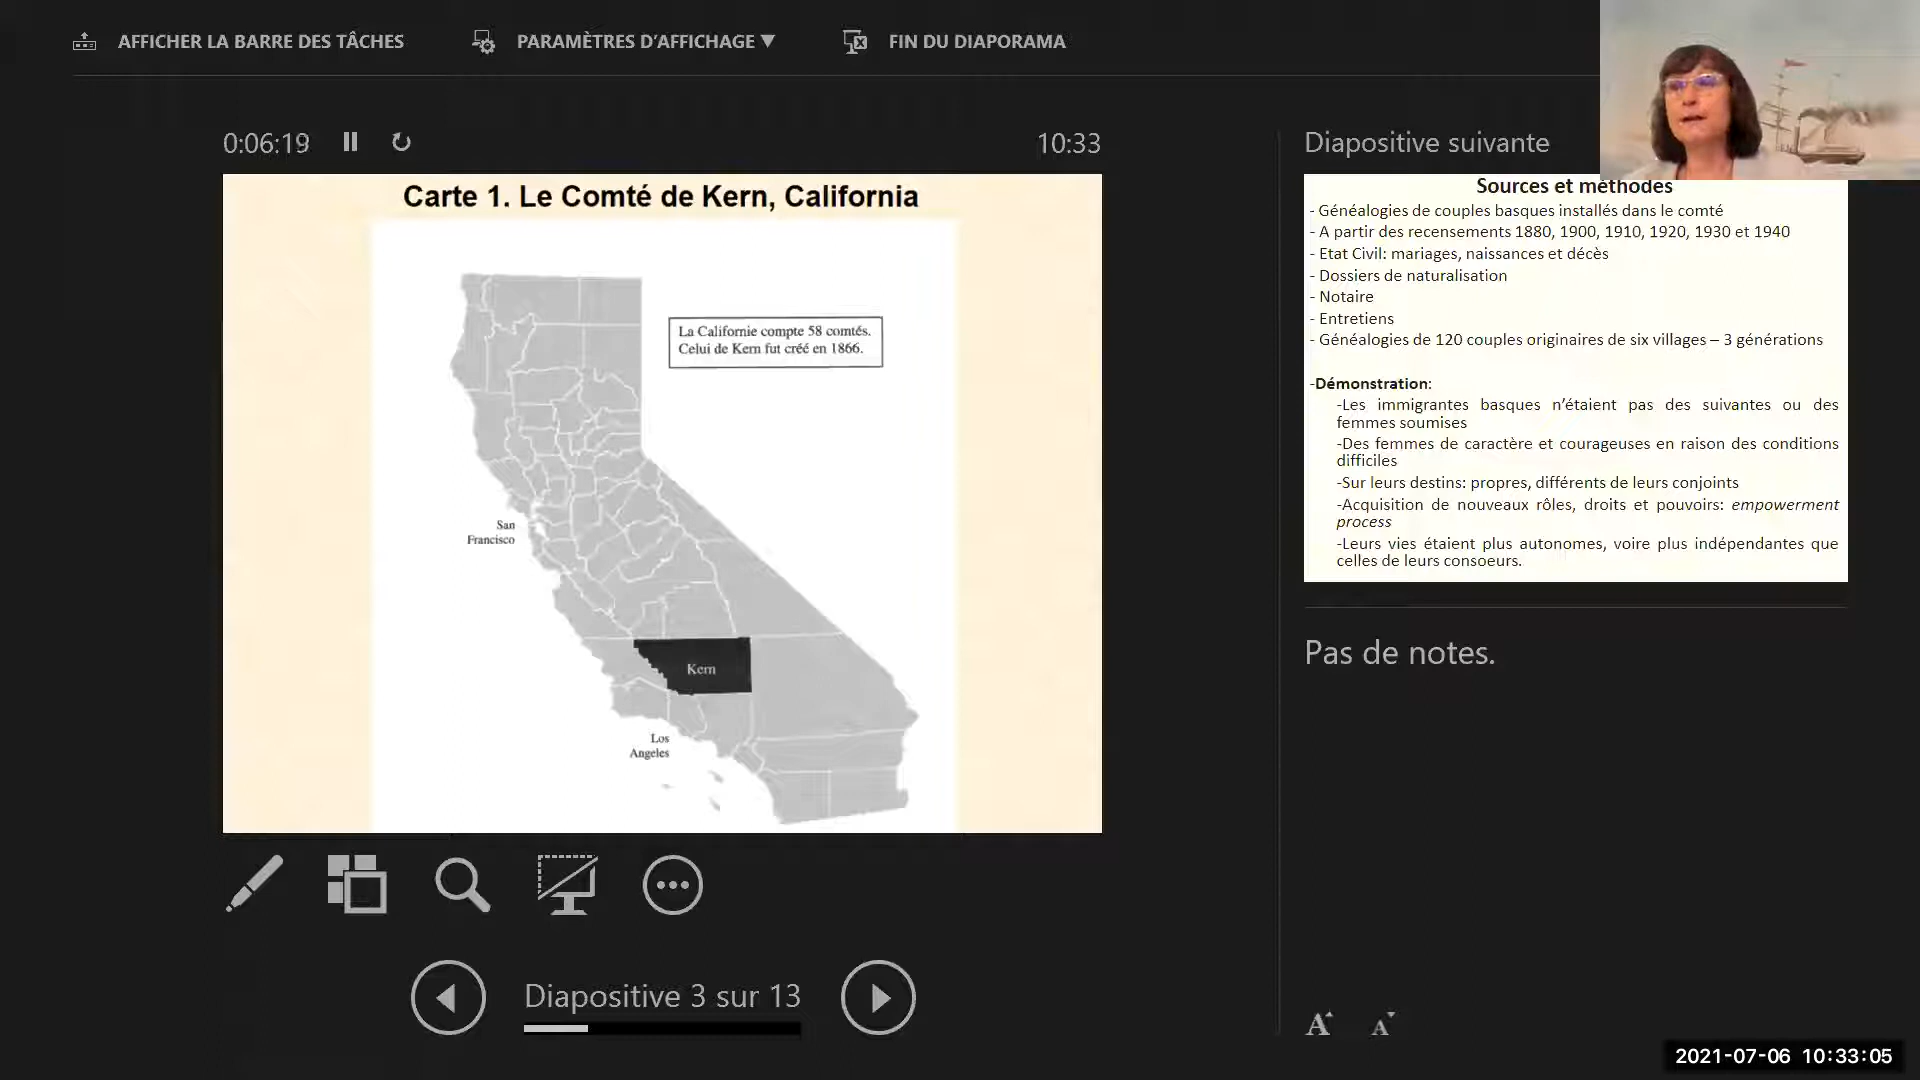 AFFICHER LA BARRE DES TÂCHES
PARAMÈTRES D'AFFICHAGE ▼
FIN DU DIAPORAMA
0:06:19
10:33
Carte 1. Le Comté de Kern, California
La Californie compte 58 comtés.
Celui de Kern fut créé en 1866.
San
Francisco
Kern
Los
Angeles
Diapositive 3 sur 13
Diapositive suivante
Sources et méthodes
- Généalogies de couples basques installés dans le comté
- A partir des recensements 1880, 1900, 1910, 1920, 1930 et 1940
- Etat Civil: mariages, naissances et décès
- Dossiers de naturalisation
- Notaire
- Entretiens
- Généalogies de 120 couples originaires de six villages – 3 générations
-Démonstration:
-Les immigrantes basques n'étaient pas des suivantes ou des
femmes soumises
-Des femmes de caractère et courageuses en raison des conditions
difficiles
-Sur leurs destins: propres, différents de leurs conjoints
-Acquisition de nouveaux rôles, droits et pouvoirs: empowerment
process
-Leurs vies étaient plus autonomes, voire plus indépendantes que
celles de leurs consoeurs.
Pas de notes.
A A
2021-07-06 10:33:05